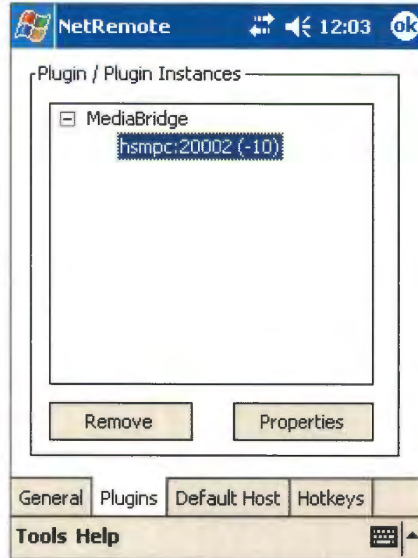 NetRemote 12:03 ok
Plugin / Plugin Instances
MediaBridge
hsmpc:20002 (-10)
Remove Properties
General Plugins Default Host Hotkeys
Tools Help